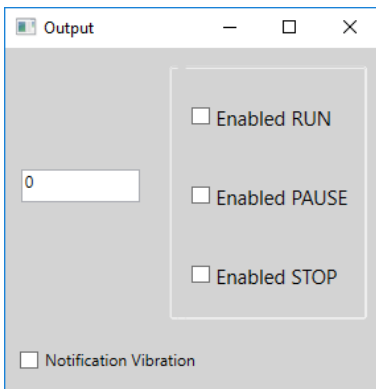 Output
Enabled RUN
0
Enabled PAUSE
Enabled STOP
Notification Vibration